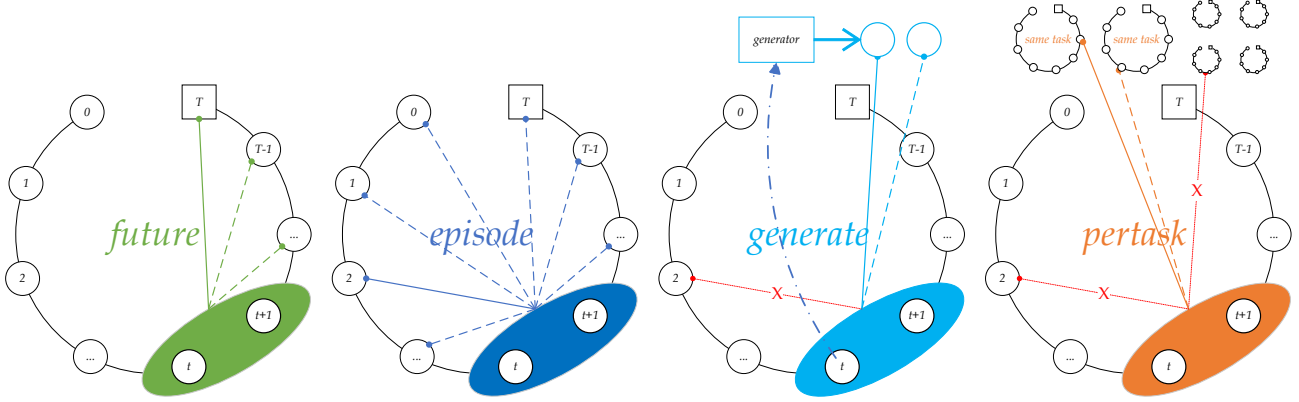 0
T
T-1
1
future
...
2
t+1
...
t
0
T
T-1
1
episode
...
2
t+1
...
t
generator
0
T
T-1
1
generate
...
2
X
t+1
...
t
same task
same task
0
T
T-1
1
X
pertask
...
2
X
t+1
...
t